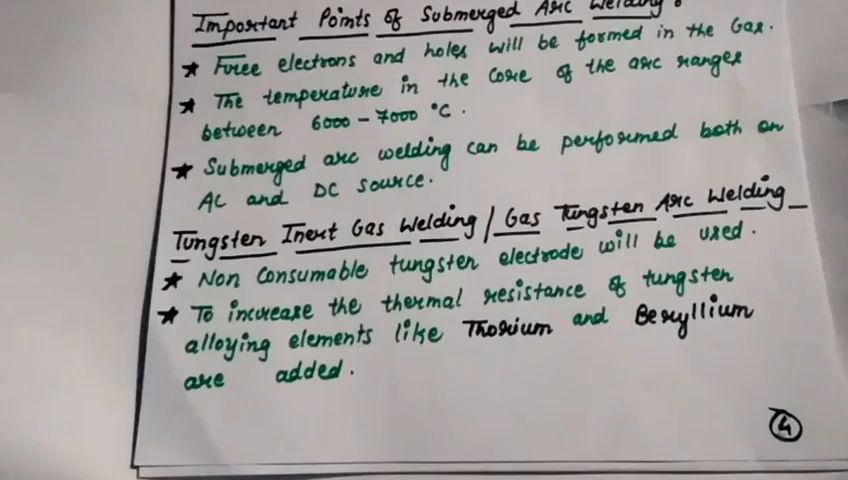 Important Points of Submerged Arc Welding :
★ Free electrons and holes will be formed in the Gas.
★ The temperature in the core of the arc ranges
between 6000 - 7000 °C.
★ Submerged arc welding can be performed both on
AC and DC source.
Tungsten Inert Gas Welding / Gas Tungsten Arc Welding
★ Non Consumable tungsten electrode will be used.
★ To increase the thermal resistance of tungsten
alloying elements like Thorium and Beryllium
are added.
4